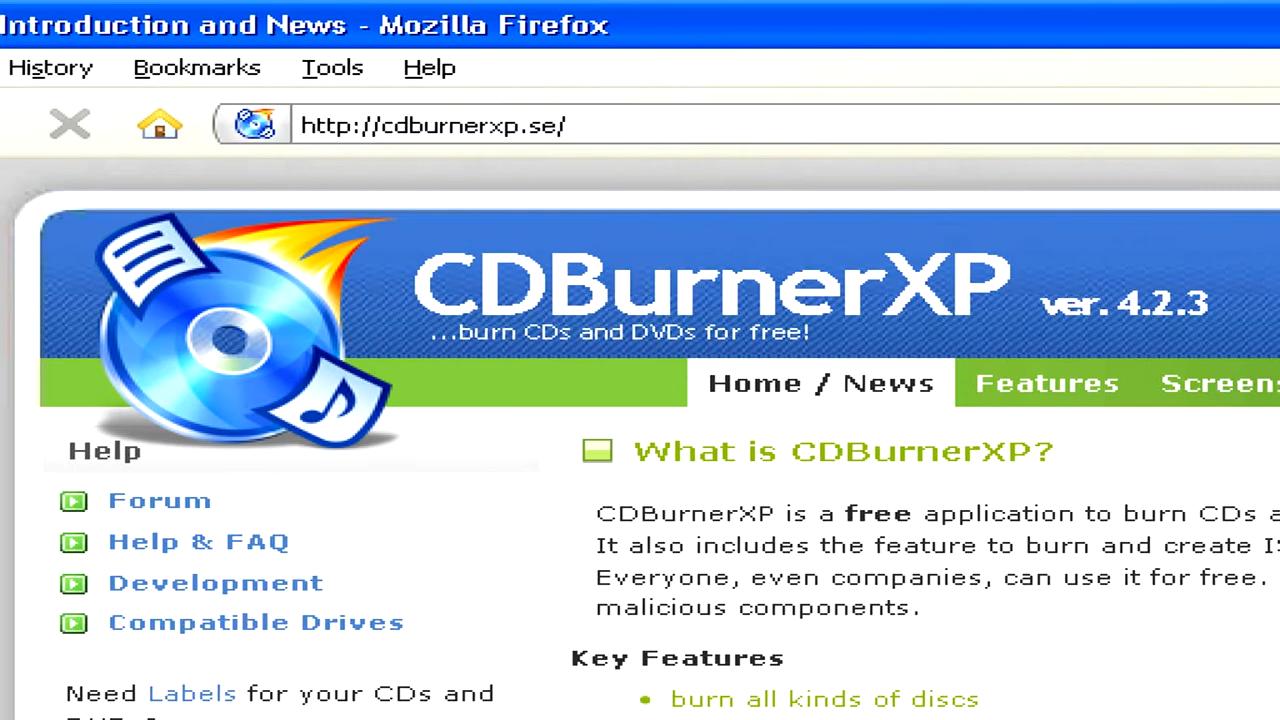 Introduction and News - Mozilla Firefox
History Bookmarks Tools Help
http://cdburnerxp.se/
CDBurnerXP ver. 4.2.3
...burn CDs and DVDs for free!
Home / News Features Screens
Help
Forum
Help & FAQ
Development
Compatible Drives
Need Labels for your CDs and
What is CDBurnerXP?
CDBurnerXP is a free application to burn CDs
It also includes the feature to burn and create
Everyone, even companies, can use it for free.
malicious components.
Key Features
• burn all kinds of discs